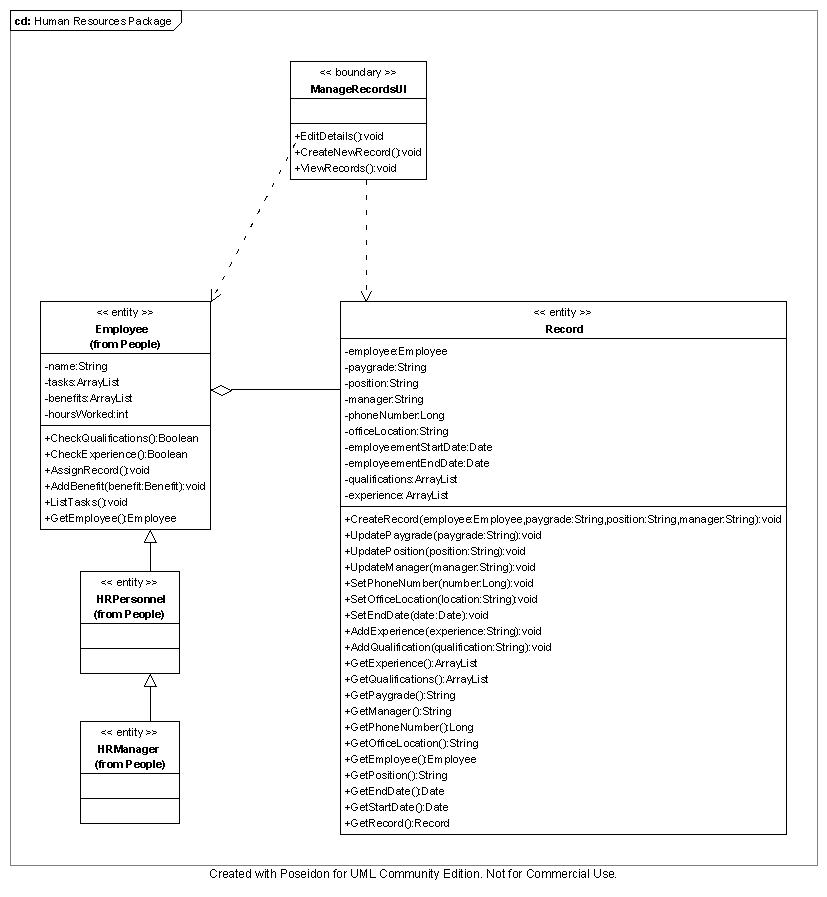 cd: Human Resources Package
<< boundary >>
ManageRecordsUI
+EditDetails():void
+CreateNewRecord():void
+ViewRecords():void
<< entity >>
Employee
(from People)
-name:String
-tasks:ArrayList
-benefits:ArrayList
-hoursWorked:int
+CheckQualifications():Boolean
+CheckExperience():Boolean
+AssignRecord():void
+AddBenefit(benefit:Benefit):void
+ListTasks():void
+GetEmployee():Employee
<< entity >>
Record
-employee:Employee
-paygrade:String
-position:String
-manager:String
-phoneNumber:Long
-officeLocation:String
-employeementStartDate:Date
-employeementEndDate:Date
-qualifications:ArrayList
-experience:ArrayList
+CreateRecord(employee:Employee,paygrade:String,position:String,manager:String):void
+UpdatePaygrade(paygrade:String):void
+UpdatePosition(position:String):void
+UpdateManager(manager:String):void
+SetPhoneNumber(number:Long):void
+SetOfficeLocation(location:String):void
+SetEndDate(date:Date):void
+AddExperience(experience:String):void
+AddQualification(qualification:String):void
+GetExperience():ArrayList
+GetQualifications():ArrayList
+GetPaygrade():String
+GetManager():String
+GetPhoneNumber():Long
+GetOfficeLocation():String
+GetEmployee():Employee
+GetPosition():String
+GetEndDate():Date
+GetStartDate():Date
+GetRecord():Record
<< entity >>
HRPersonnel
(from People)
<< entity >>
HRManager
(from People)
Created with Poseidon for UML Community Edition. Not for Commercial Use.